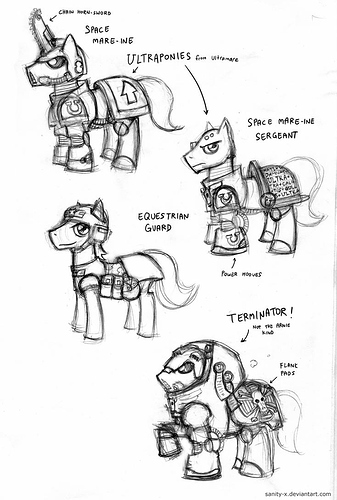 CHAIN HORN-SWORD
SPACE
MARE-INE
ULTRAPONIES from Ultramare
SPACE MARE-INE
SERGEANT
EQUESTRIAN
GUARD
POWER HOOVES
TERMINATOR!
NOT THE ARNIE
KIND
FLANK
PADS
sanity-x.deviantart.com